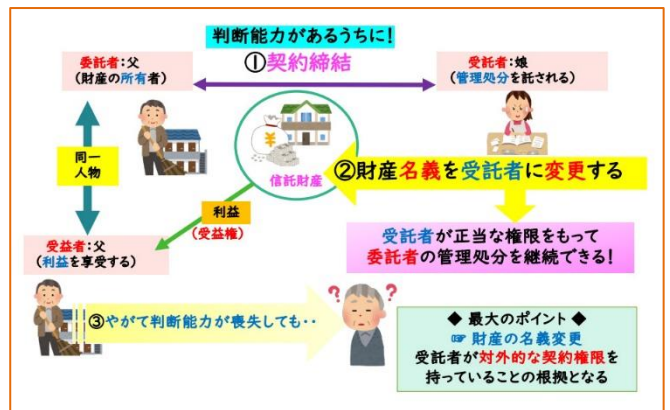 判断能力があるうちに!
①契約締結
委託者:父
(財産の所有者)
受託者:娘
(管理処分を託される)
同一
人物
¥
信託財産
②財産名義を受託者に変更する
利益
(受益権)
受益者:父
(利益を享受する)
受託者が正当な権限をもって
委託者の管理処分を継続できる!
③やがて判断能力が喪失しても‥
? ?
◆ 最大のポイント ◆
☞ 財産の名義変更
受託者が対外的な契約権限を
持っていることの根拠となる